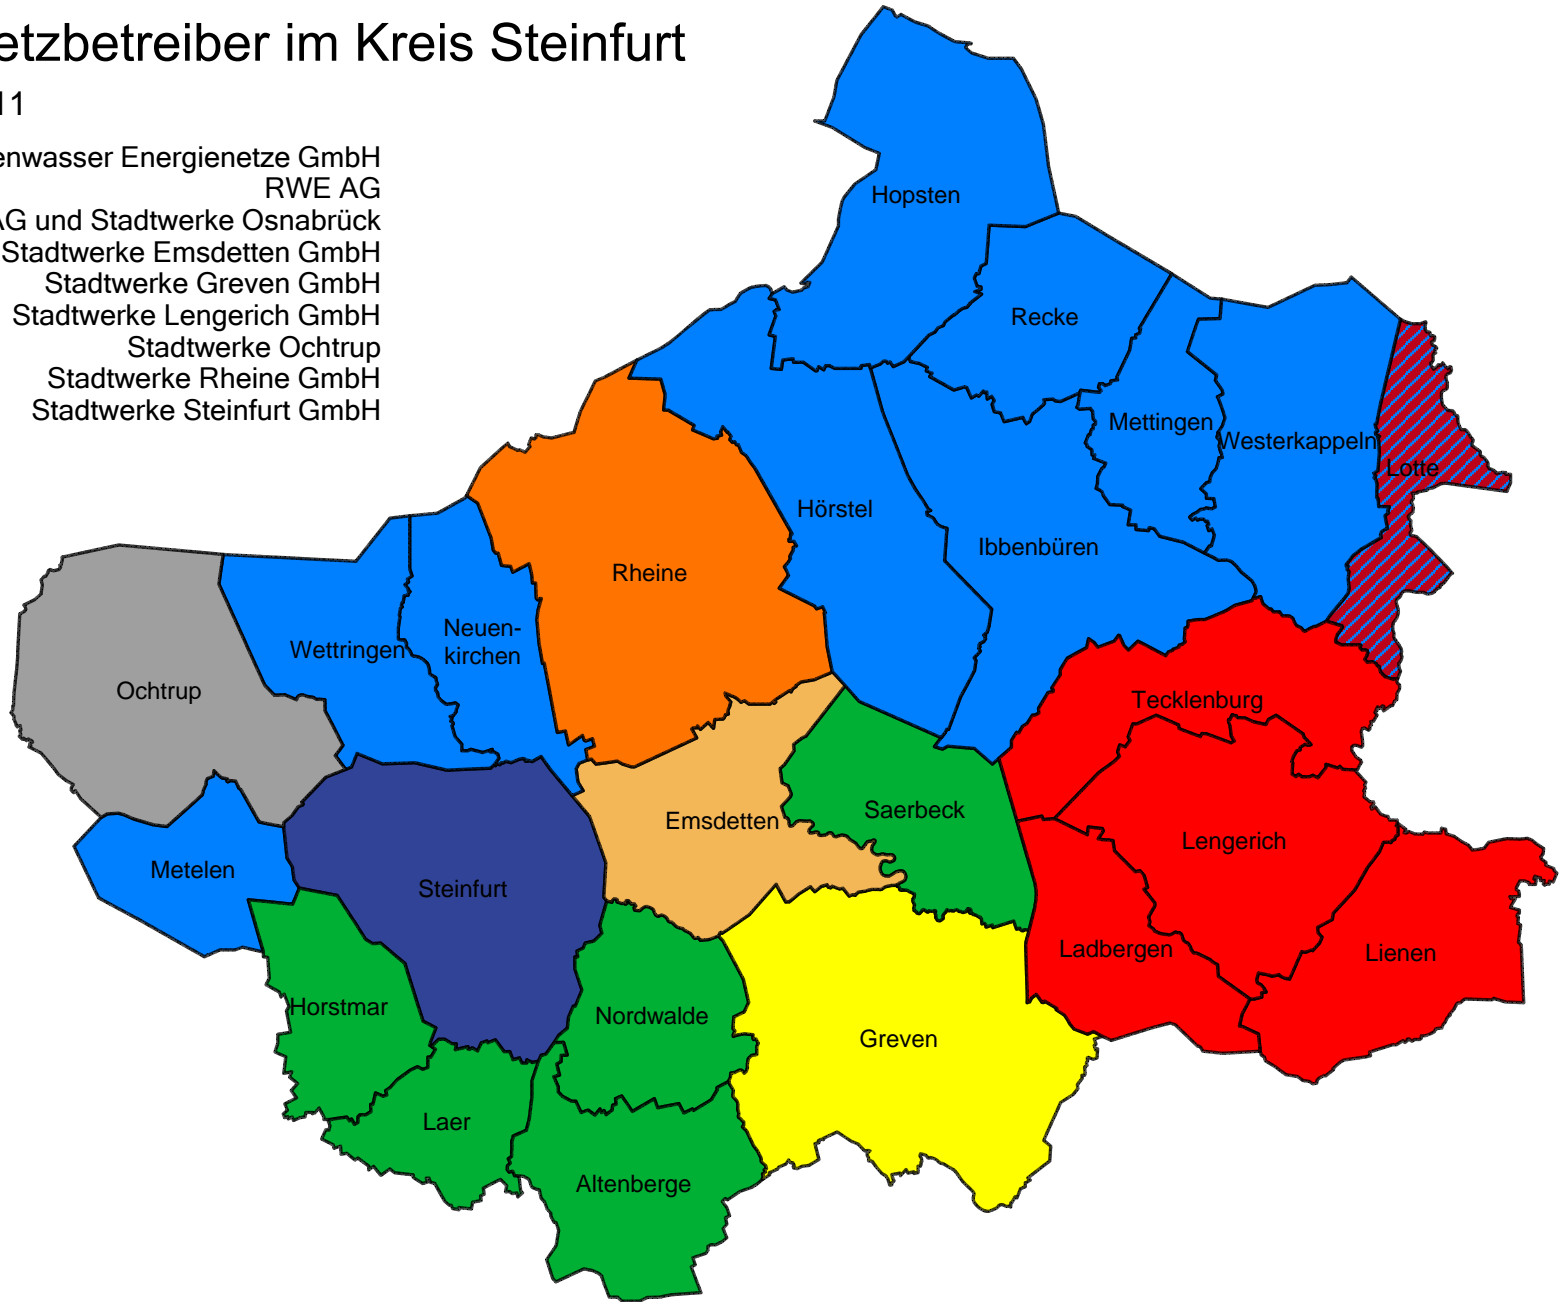 etzbetreiber im Kreis Steinfurt
11
enwasser Energienetze GmbH
RWE AG
AG und Stadtwerke Osnabrück
Stadtwerke Emsdetten GmbH
Stadtwerke Greven GmbH
Stadtwerke Lengerich GmbH
Stadtwerke Ochtrup
Stadtwerke Rheine GmbH
Stadtwerke Steinfurt GmbH
Hopsten
Recke
Mettingen
Westerkappeln
Lotte
Hörstel
Ibbenbüren
Rheine
Neuen-
kirchen
Wettringen
Ochtrup
Tecklenburg
Saerbeck
Emsdetten
Lengerich
Metelen
Steinfurt
Ladbergen
Lienen
Horstmar
Nordwalde
Greven
Laer
Altenberge